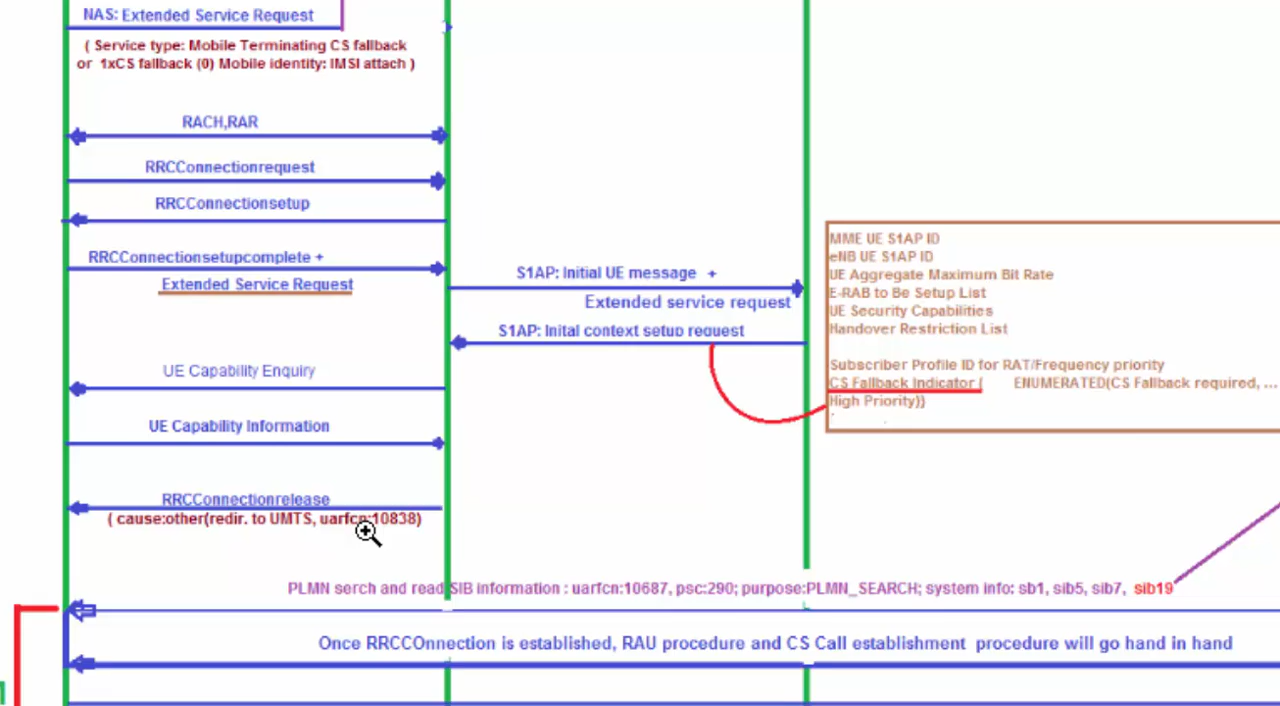 NAS: Extended Service Request
( Service type: Mobile Terminating CS fallback
or 1xCS fallback (0) Mobile identity: IMSI attach )
RACH,RAR
RRCConnectionrequest
RRCConnectionsetup
RRCConnectionsetupcomplete +
Extended Service Request
S1AP: Initial UE message +
Extended service request
S1AP: Inital context setup request
MME UE S1AP ID
eNB UE S1AP ID
UE Aggregate Maximum Bit Rate
E-RAB to Be Setup List
UE Security Capabilities
Handover Restriction List
Subscriber Profile ID for RAT/Frequency priority
CS Fallback Indicator ( ENUMERATED(CS Fallback required, ...
High Priority))
UE Capability Enquiry
UE Capability Information
RRCConnectionrelease
( cause:other(redir. to UMTS, uarfcn:10838)
PLMN serch and read SIB information : uarfcn:10687, psc:290; purpose:PLMN_SEARCH; system info: sb1, sib5, sib7, sib19
Once RRCCOnnection is established, RAU procedure and CS Call establishment procedure will go hand in hand